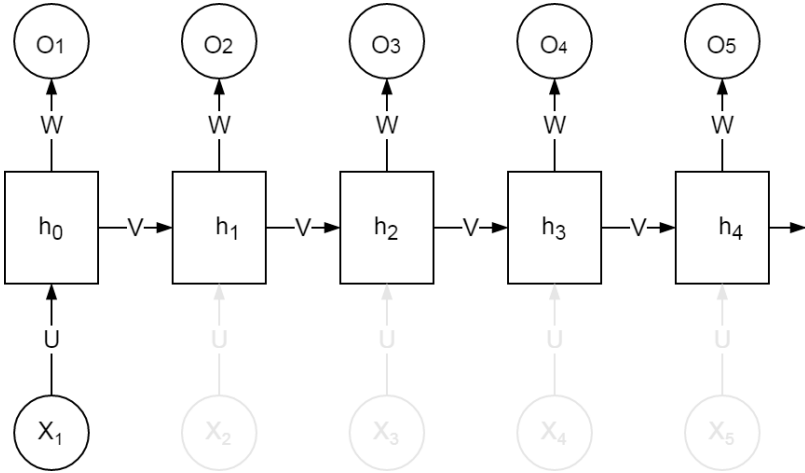 O1 O2 O3 O4 O5
W W W W W
h0 V h1 V h2 V h3 V h4
U U U U U
X1 X2 X3 X4 X5